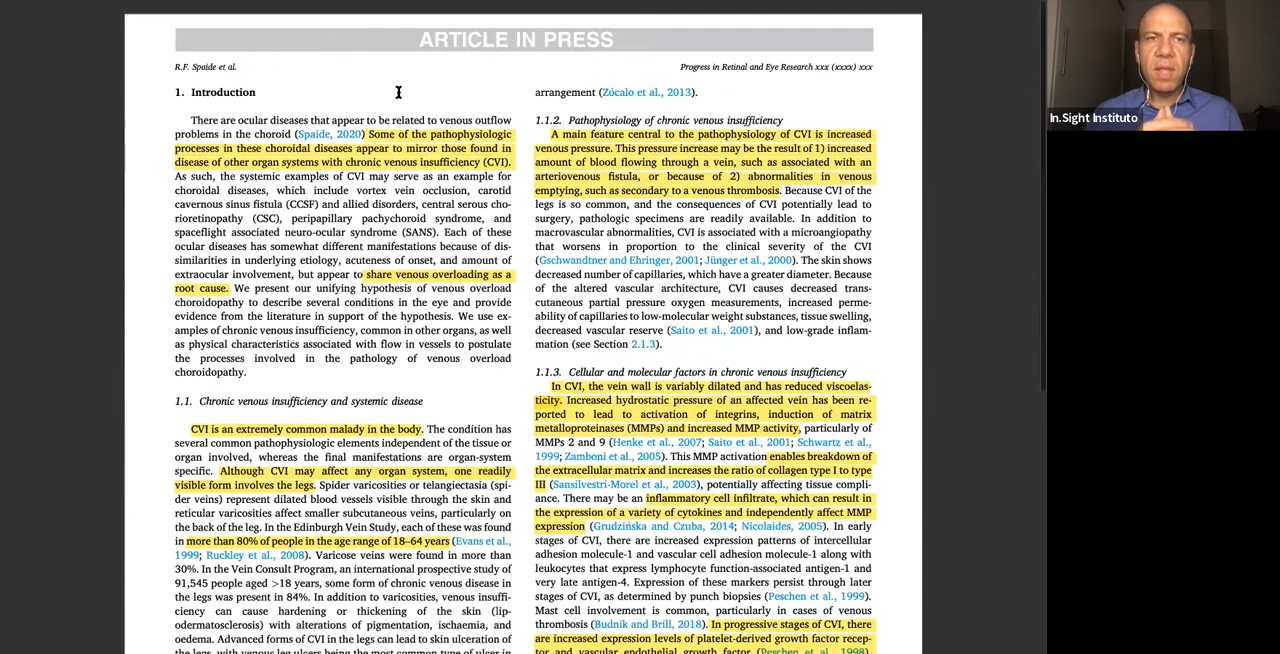 ARTICLE IN PRESS
R.F. Spaide et al.
Progress in Retinal and Eye Research xxx (xxxx) xxx
1. Introduction
There are ocular diseases that appear to be related to venous outflow
problems in the choroid (Spaide, 2020) Some of the pathophysiologic
processes in these choroidal diseases appear to mirror those found in
disease of other organ systems with chronic venous insufficiency (CVI).
As such, the systemic examples of CVI may serve as an example for
choroidal diseases, which include vortex vein occlusion, carotid
cavernous sinus fistula (CCSF) and allied disorders, central serous cho-
rioretinopathy (CSC), peripapillary pachychoroid syndrome, and
spaceflight associated neuro-ocular syndrome (SANS). Each of these
ocular diseases has somewhat different manifestations because of dis-
similarities in underlying etiology, acuteness of onset, and amount of
extraocular involvement, but appear to share venous overloading as a
root cause. We present our unifying hypothesis of venous overload
choroidopathy to describe several conditions in the eye and provide
evidence from the literature in support of the hypothesis. We use ex-
amples of chronic venous insufficiency, common in other organs, as well
as physical characteristics associated with flow in vessels to postulate
the processes involved in the pathology of venous overload
choroidopathy.
1.1. Chronic venous insufficiency and systemic disease
CVI is an extremely common malady in the body. The condition has
several common pathophysiologic elements independent of the tissue or
organ involved, whereas the final manifestations are organ-system
specific. Although CVI may affect any organ system, one readily
visible form involves the legs. Spider varicosities or telangiectasia (spi-
der veins) represent dilated blood vessels visible through the skin and
reticular varicosities affect smaller subcutaneous veins, particularly on
the back of the leg. In the Edinburgh Vein Study, each of these was found
in more than 80% of people in the age range of 18–64 years (Evans et al.,
1999; Ruckley et al., 2008). Varicose veins were found in more than
30%. In the Vein Consult Program, an international prospective study of
91,545 people aged >18 years, some form of chronic venous disease in
the legs was present in 84%. In addition to varicosities, venous insuffi-
ciency can cause hardening or thickening of the skin (lip-
odermatosclerosis) with alterations of pigmentation, ischaemia, and
oedema. Advanced forms of CVI in the legs can lead to skin ulceration of
the legs, with venous leg ulcers being the most common type of ulcer in
arrangement (Zócalo et al., 2013).
1.1.2. Pathophysiology of chronic venous insufficiency
A main feature central to the pathophysiology of CVI is increased
venous pressure. This pressure increase may be the result of 1) increased
amount of blood flowing through a vein, such as associated with an
arteriovenous fistula, or because of 2) abnormalities in venous
emptying, such as secondary to a venous thrombosis. Because CVI of the
legs is so common, and the consequences of CVI potentially lead to
surgery, pathologic specimens are readily available. In addition to
macrovascular abnormalities, CVI is associated with a microangiopathy
that worsens in proportion to the clinical severity of the CVI
(Gschwandtner and Ehringer, 2001; Jünger et al., 2000). The skin shows
decreased number of capillaries, which have a greater diameter. Because
of the altered vascular architecture, CVI causes decreased trans-
cutaneous partial pressure oxygen measurements, increased perme-
ability of capillaries to low-molecular weight substances, tissue swelling,
decreased vascular reserve (Saito et al., 2001), and low-grade inflam-
mation (see Section 2.1.3).
1.1.3. Cellular and molecular factors in chronic venous insufficiency
In CVI, the vein wall is variably dilated and has reduced viscoelas-
ticity. Increased hydrostatic pressure of an affected vein has been re-
ported to lead to activation of integrins, induction of matrix
metalloproteinases (MMPs) and increased MMP activity, particularly of
MMPs 2 and 9 (Henke et al., 2007; Saito et al., 2001; Schwartz et al.,
1999; Zamboni et al., 2005). This MMP activation enables breakdown of
the extracellular matrix and increases the ratio of collagen type I to type
III (Sansilvestri-Morel et al., 2003), potentially affecting tissue compli-
ance. There may be an inflammatory cell infiltrate, which can result in
the expression of a variety of cytokines and independently affect MMP
expression (Grudzińska and Czuba, 2014; Nicolaides, 2005). In early
stages of CVI, there are increased expression patterns of intercellular
adhesion molecule-1 and vascular cell adhesion molecule-1 along with
leukocytes that express lymphocyte function-associated antigen-1 and
very late antigen-4. Expression of these markers persist through later
stages of CVI, as determined by punch biopsies (Peschen et al., 1999).
Mast cell involvement is common, particularly in cases of venous
thrombosis (Budnik and Brill, 2018). In progressive stages of CVI, there
are increased expression levels of platelet-derived growth factor recep-
tor and vascular endothelial growth factor (Peschen et al., 1998).
In.Sight Instituto